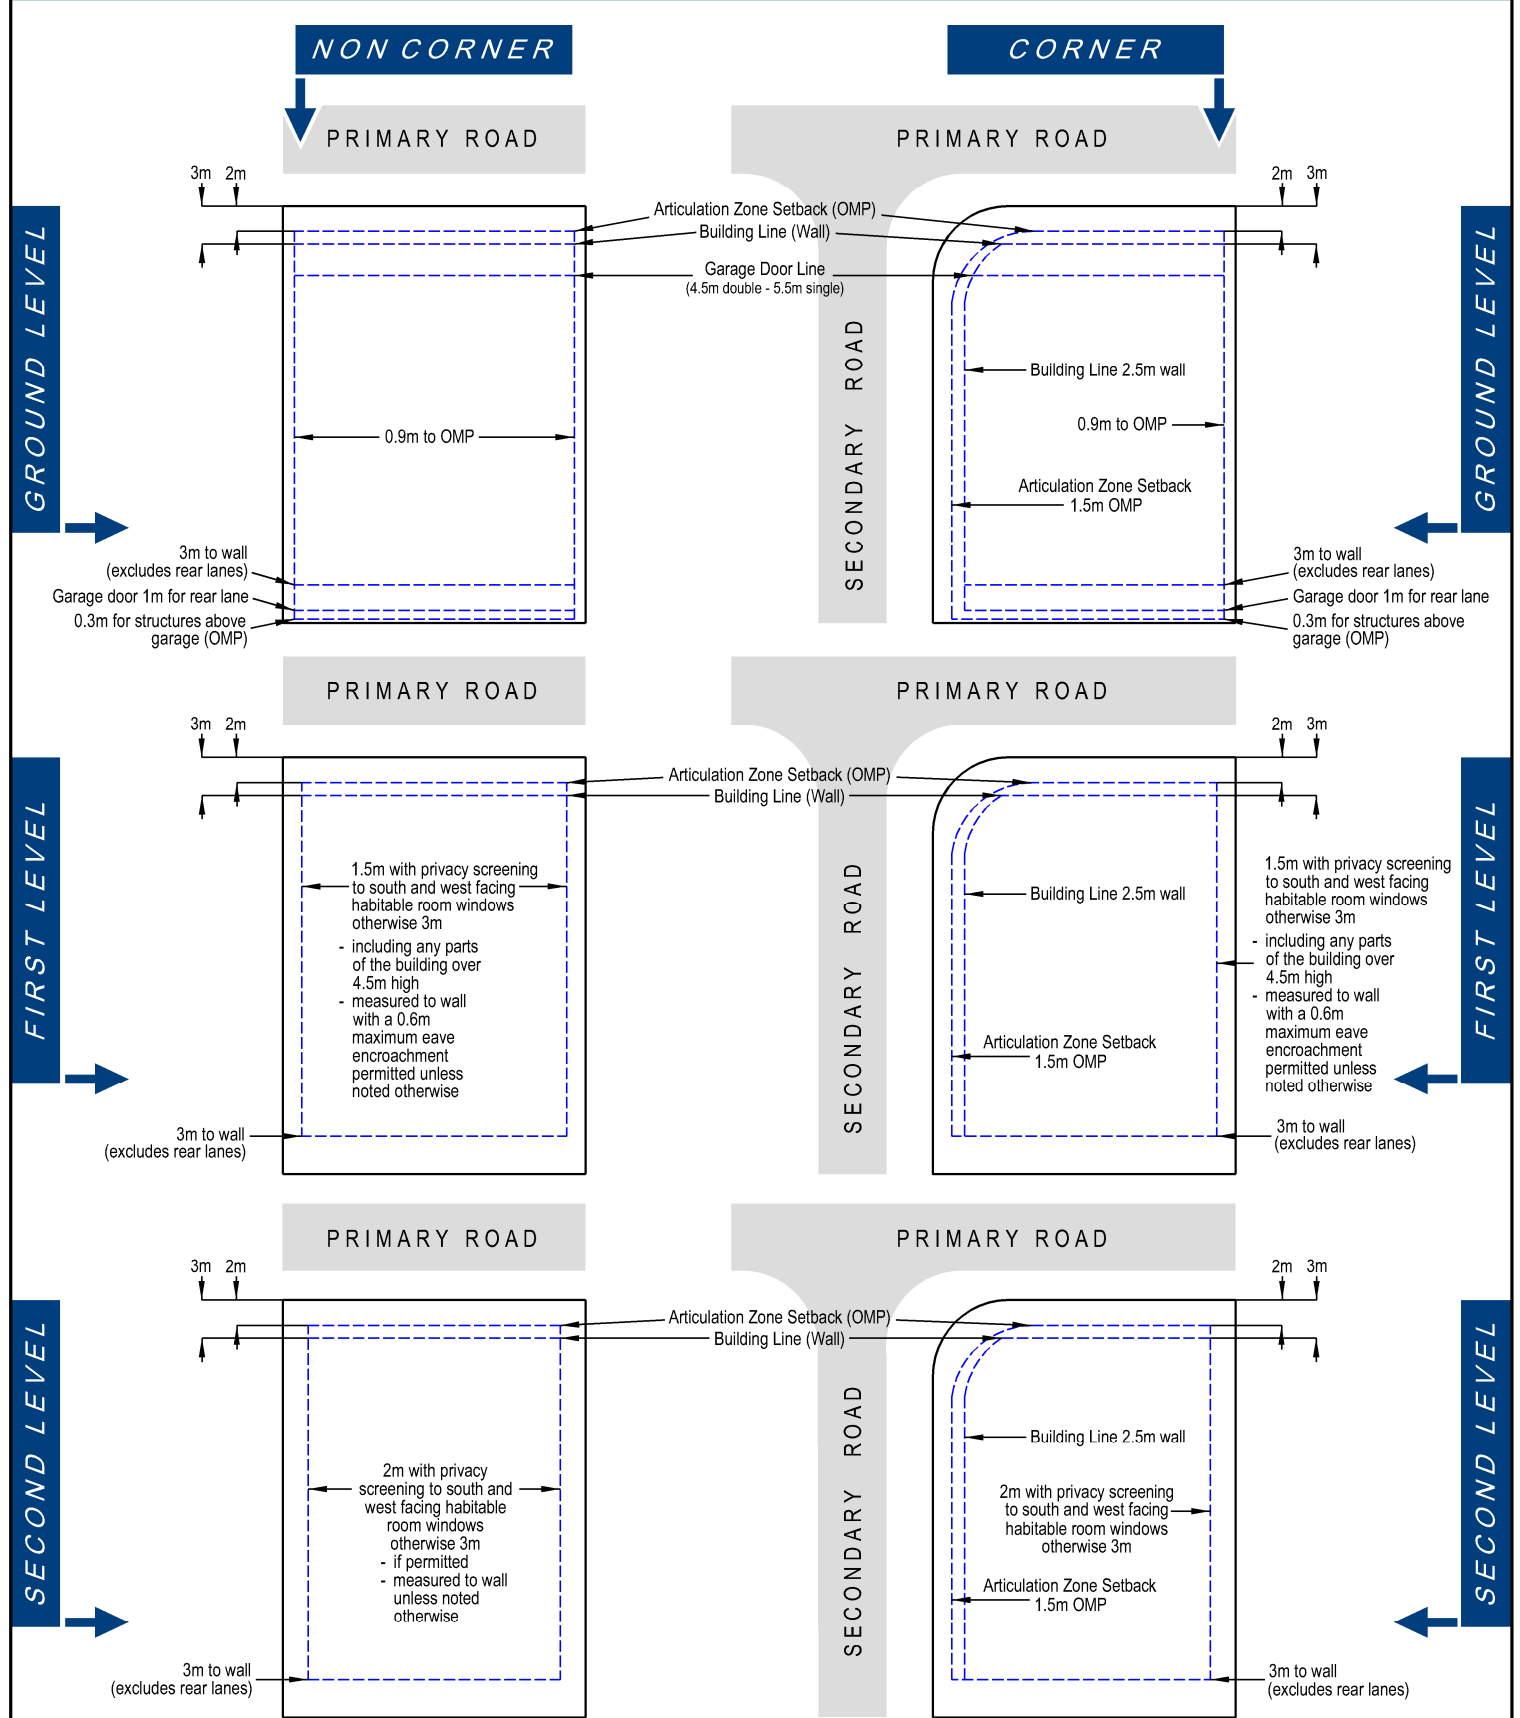 NON CORNER
CORNER
PRIMARY ROAD
PRIMARY ROAD
3m 2m
2m 3m
Articulation Zone Setback (OMP)
Building Line (Wall)
Garage Door Line
(4.5m double - 5.5m single)
GROUND LEVEL
SECONDARY ROAD
GROUND LEVEL
Building Line 2.5m wall
0.9m to OMP
0.9m to OMP
Articulation Zone Setback
1.5m OMP
3m to wall
(excludes rear lanes)
Garage door 1m for rear lane
0.3m for structures above
garage (OMP)
3m to wall
(excludes rear lanes)
Garage door 1m for rear lane
0.3m for structures above
garage (OMP)
PRIMARY ROAD
PRIMARY ROAD
3m 2m
2m 3m
Articulation Zone Setback (OMP)
Building Line (Wall)
FIRST LEVEL
SECONDARY ROAD
FIRST LEVEL
1.5m with privacy screening
to south and west facing
habitable room windows
otherwise 3m
- including any parts
of the building over
4.5m high
- measured to wall
with a 0.6m
maximum eave
encroachment
permitted unless
noted otherwise
Building Line 2.5m wall
Articulation Zone Setback
1.5m OMP
1.5m with privacy screening
to south and west facing
habitable room windows
otherwise 3m
- including any parts
of the building over
4.5m high
- measured to wall
with a 0.6m
maximum eave
encroachment
permitted unless
noted otherwise
3m to wall
(excludes rear lanes)
3m to wall
(excludes rear lanes)
PRIMARY ROAD
PRIMARY ROAD
3m 2m
2m 3m
Articulation Zone Setback (OMP)
Building Line (Wall)
SECOND LEVEL
SECONDARY ROAD
SECOND LEVEL
2m with privacy
screening to south and
west facing habitable
room windows
otherwise 3m
- if permitted
- measured to wall
unless noted
otherwise
Building Line 2.5m wall
2m with privacy screening
to south and west facing
habitable room windows
otherwise 3m
Articulation Zone Setback
1.5m OMP
3m to wall
(excludes rear lanes)
3m to wall
(excludes rear lanes)